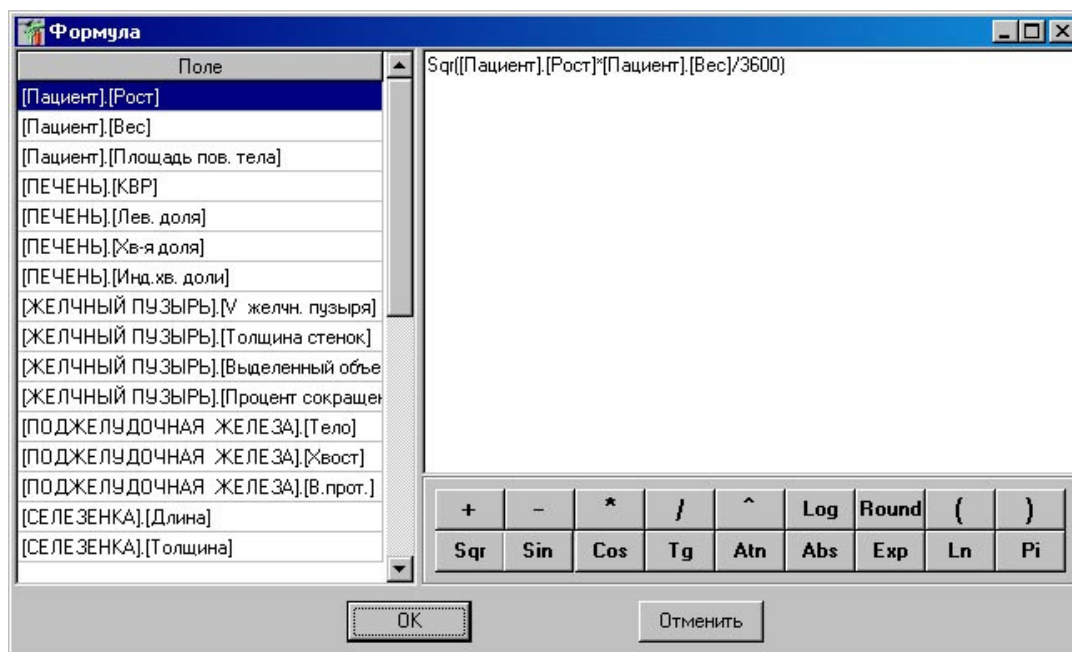 Формула
Поле
[Пациент].[Рост]
[Пациент].[Вес]
[Пациент].[Площадь пов. тела]
[ПЕЧЕНЬ].[КВР]
[ПЕЧЕНЬ].[Лев. доля]
[ПЕЧЕНЬ].[Хв-я доля]
[ПЕЧЕНЬ].[Инд.хв. доли]
[ЖЕЛЧНЫЙ ПУЗЫРЬ].[V желчн. пузыря]
[ЖЕЛЧНЫЙ ПУЗЫРЬ].[Толщина стенок]
[ЖЕЛЧНЫЙ ПУЗЫРЬ].[Выделенный объе
[ЖЕЛЧНЫЙ ПУЗЫРЬ].[Процент сокращен
[ПОДЖЕЛУДОЧНАЯ ЖЕЛЕЗА].[Тело]
[ПОДЖЕЛУДОЧНАЯ ЖЕЛЕЗА].[Хвост]
[ПОДЖЕЛУДОЧНАЯ ЖЕЛЕЗА].[В.прот.]
[СЕЛЕЗЕНКА].[Длина]
[СЕЛЕЗЕНКА].[Толщина]
Sqr([Пациент].[Рост]*[Пациент].[Вес]/3600)
+ - * / ^ Log Round ( )
Sqr Sin Cos Tg Atn Abs Exp Ln Pi
OK Отменить